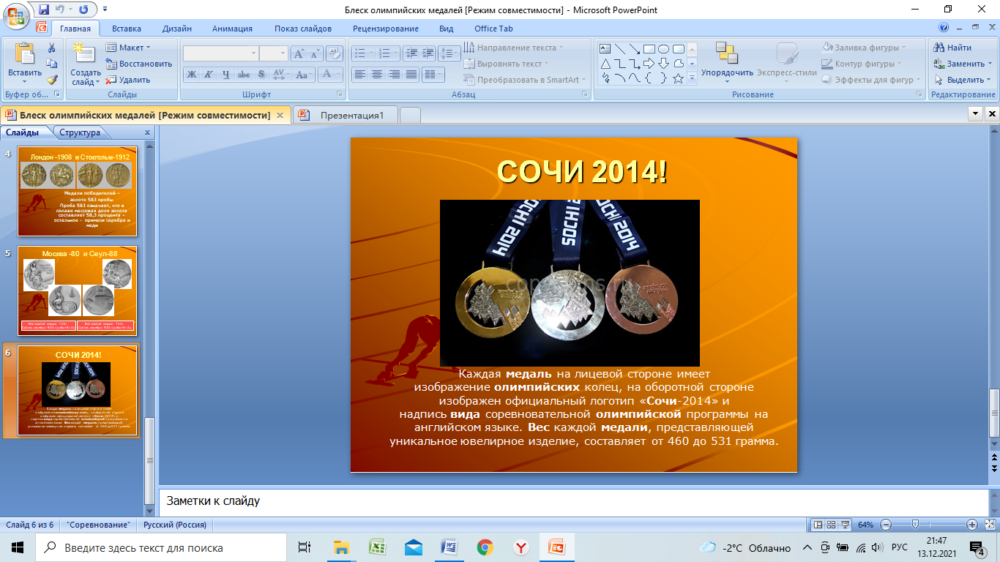 Блеск олимпийских медалей [Режим совместимости] - Microsoft PowerPoint
Главная Вставка Дизайн Анимация Показ слайдов Рецензирование Вид Office Tab
Вставить
Буфер об...
Создать слайд
Макет
Восстановить
Удалить
Слайды
Ж К Ч abc S AV Aa A
Шрифт
Направление текста
Выровнять текст
Преобразовать в SmartArt
Абзац
Упорядочить
Экспресс-стили
Заливка фигуры
Контур фигуры
Эффекты для фигур
Рисование
Найти
Заменить
Выделить
Редактирование
Блеск олимпийских медалей [Режим совместимости]
Презентация1
Слайды Структура
4
Лондон -1908 и Стокгольм-1912
Медали победителей –
золото 583 пробы
Проба 583 означает, что в
сплаве массовая доля золота
составляет 58,3 процента –
остальное - примеси серебра и
меди
5
Москва -80 и Сеул-88
6
СОЧИ 2014!
СОЧИ 2014!
SOCHI 2014
SOCHI 2
SOCHI 2014
Каждая медаль на лицевой стороне имеет
изображение олимпийских колец, на оборотной стороне
изображен официальный логотип «Сочи-2014» и
надпись вида соревновательной олимпийской программы на
английском языке. Вес каждой медали, представляющей
уникальное ювелирное изделие, составляет от 460 до 531 грамма.
Заметки к слайду
Слайд 6 из 6 "Соревнование" Русский (Россия)
64%
Введите здесь текст для поиска
-2°C Облачно
РУС
21:47
13.12.2021
4